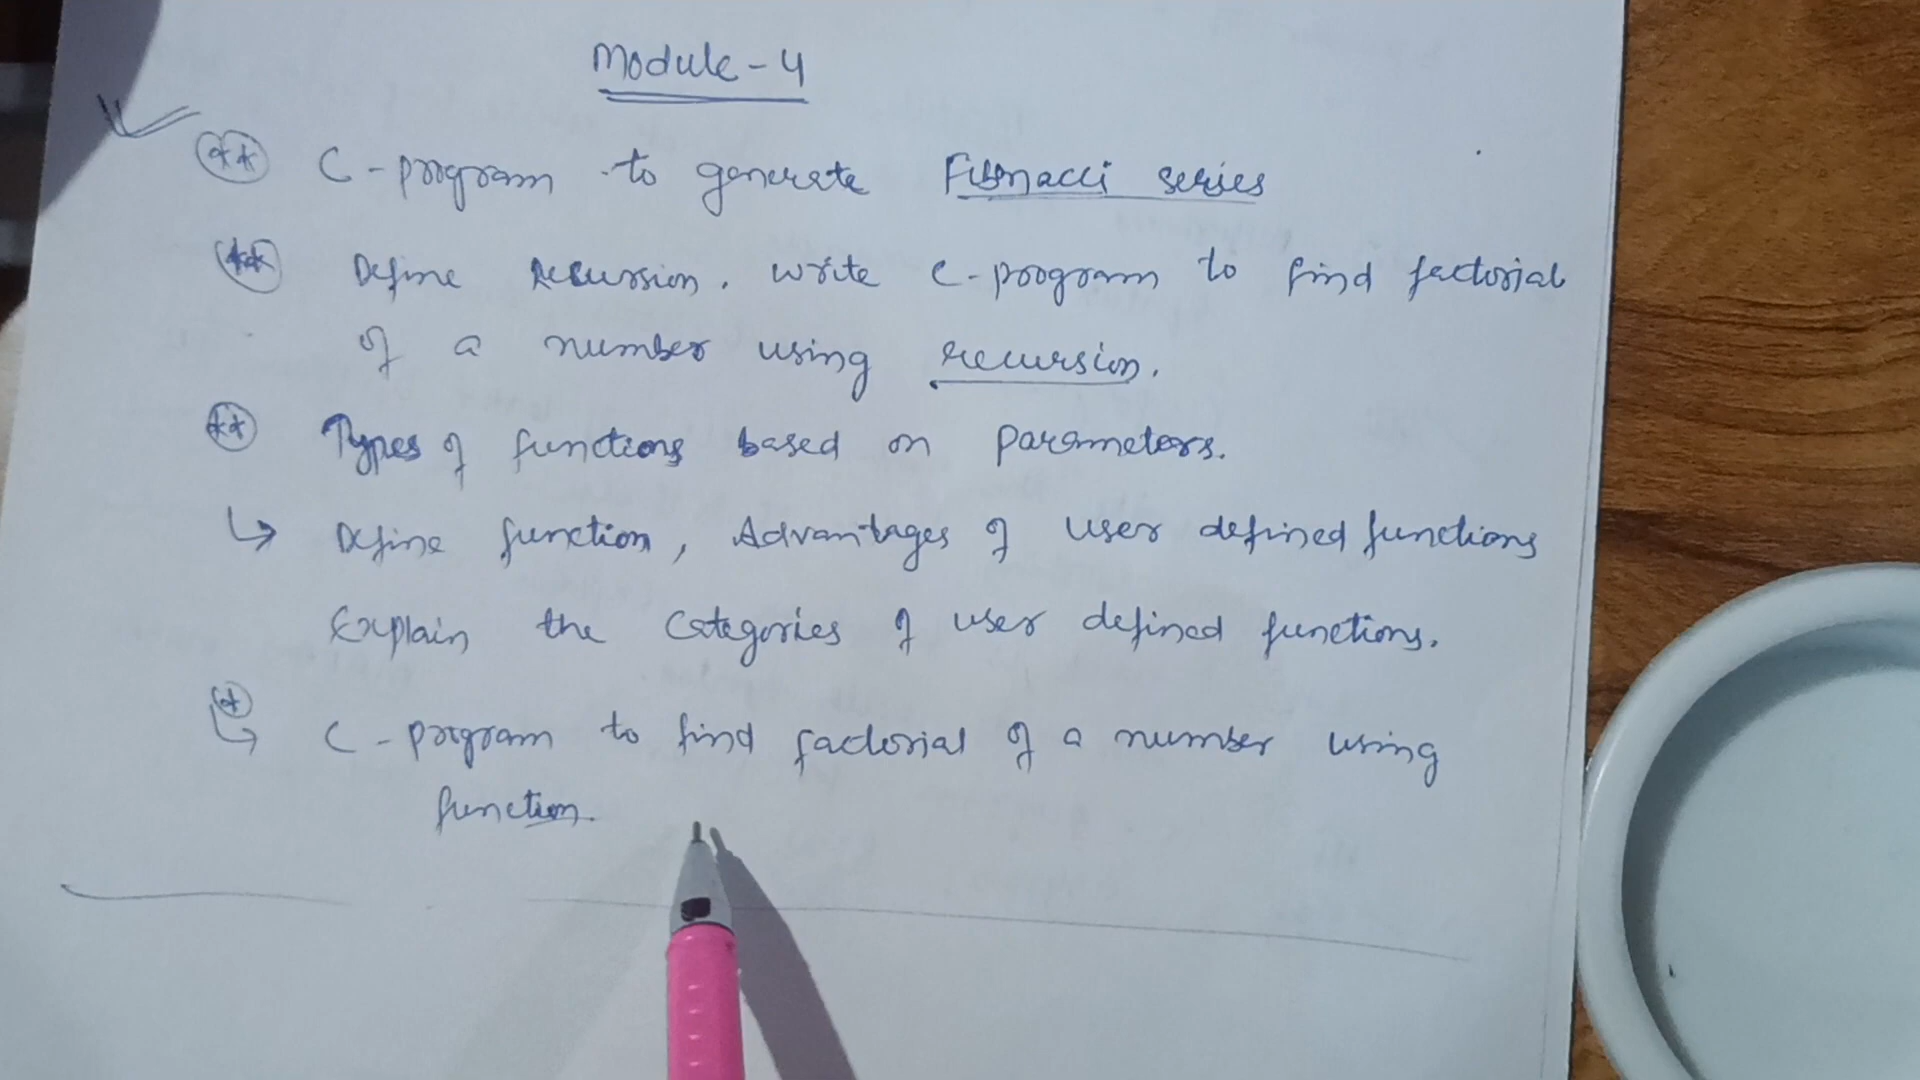 Module - 4
** C - program to generate Fibonacci series
** Define Recursion. Write C - program to find factorial
of a number using recursion.
** Types of functions based on parameters.
↳ Define function, Advantages of user defined functions
Explain the Categories of user defined functions.
*↳ C - program to find factorial of a number using
function.